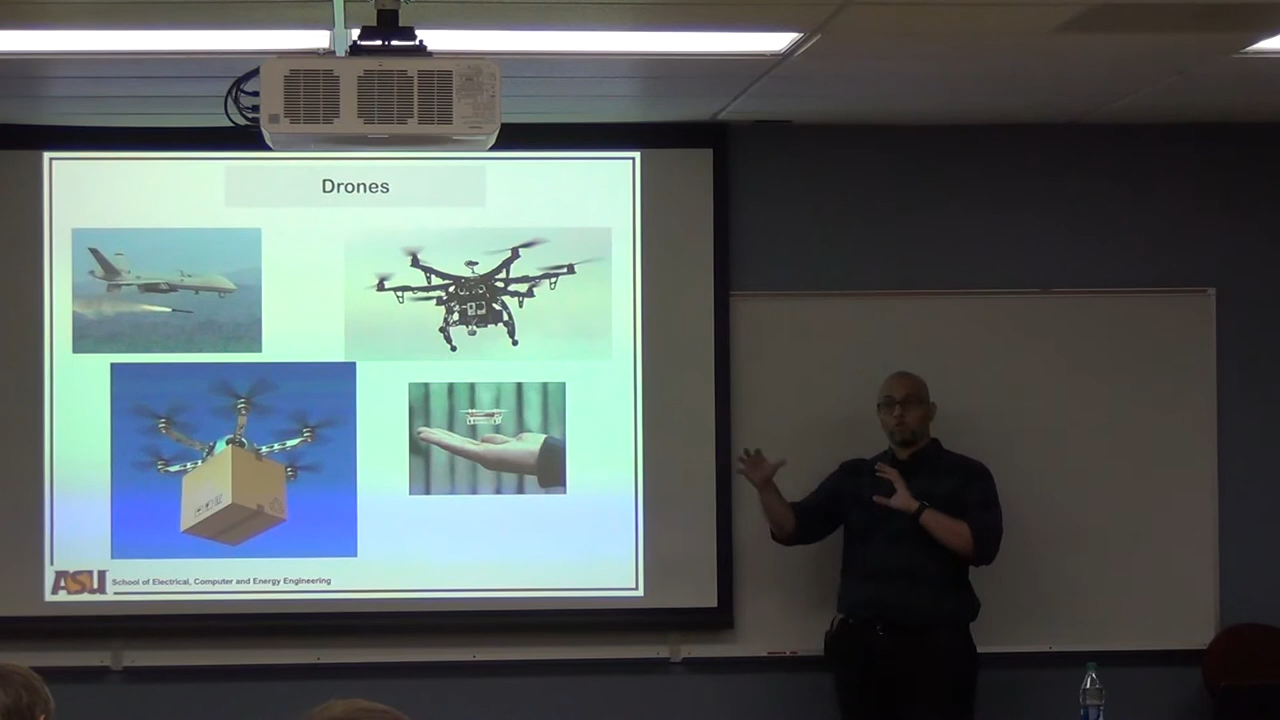 Drones
ASU School of Electrical, Computer and Energy Engineering